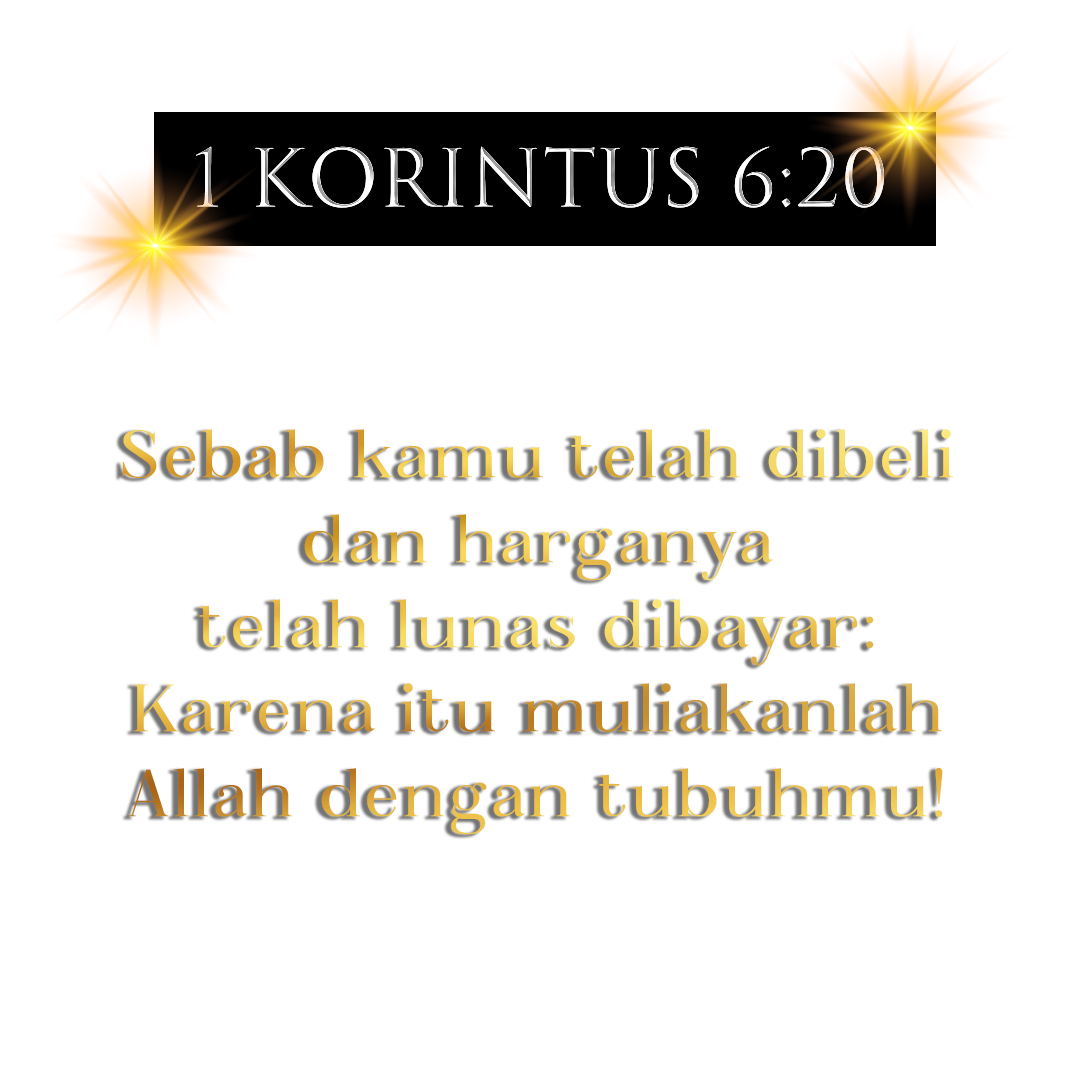 1 KORINTUS 6:20
Sebab kamu telah dibeli
dan harganya
telah lunas dibayar:
Karena itu muliakanlah
Allah dengan tubuhmu!